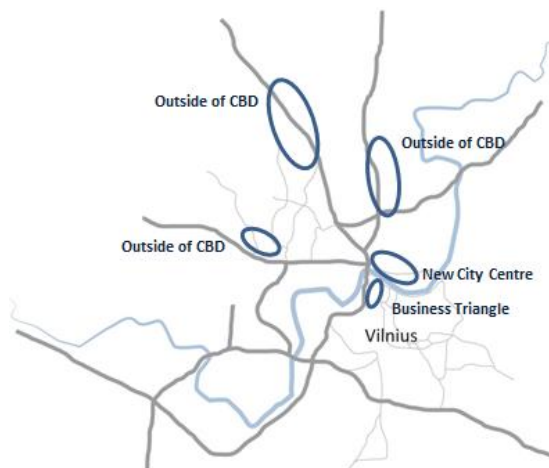 Outside of CBD
Outside of CBD
Outside of CBD
New City Centre
Business Triangle
Vilnius